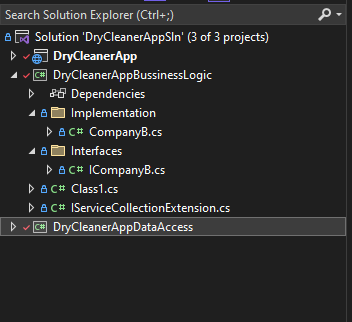 Search Solution Explorer (Ctrl+;)
Solution 'DryCleanerAppSln' (3 of 3 projects)
DryCleanerApp
C# DryCleanerAppBussinessLogic
Dependencies
Implementation
C# CompanyB.cs
Interfaces
C# ICompanyB.cs
C# Class1.cs
C# IServiceCollectionExtension.cs
C# DryCleanerAppDataAccess